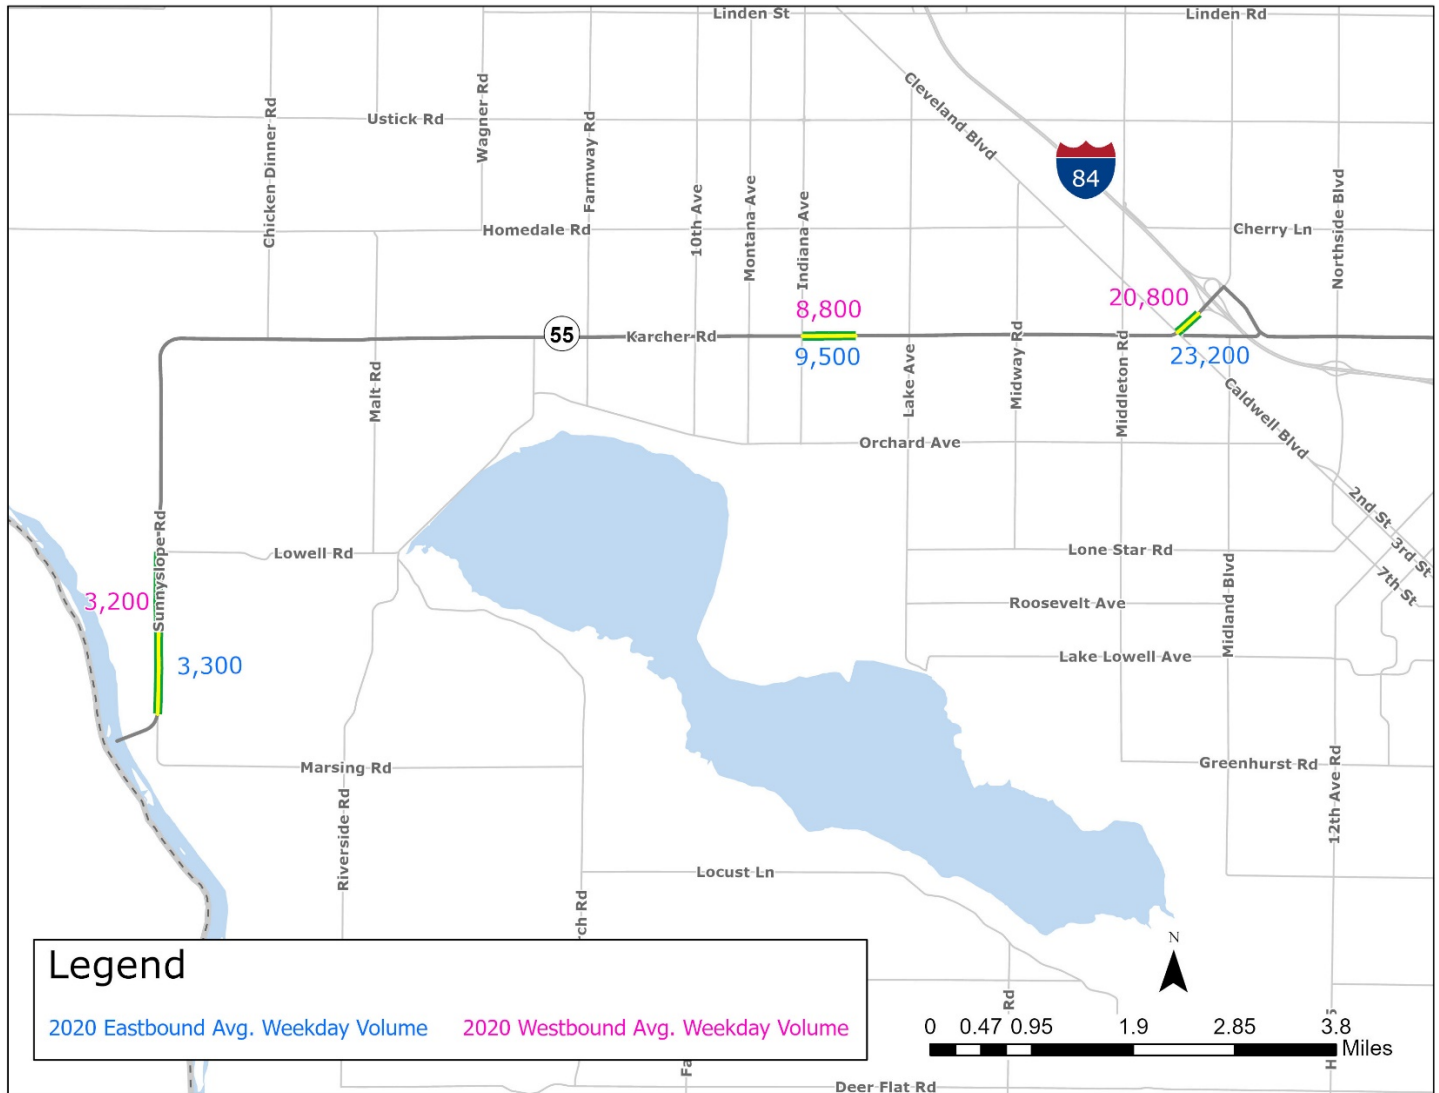 Linden St
Linden Rd
Cleveland Blvd
Wagner Rd
Chicken Dinner Rd
Ustick Rd
Farmway Rd
84
10th Ave
Montana Ave
Indiana Ave
Northside Blvd
Homedale Rd
Cherry Ln
20,800
8,800
55
Karcher Rd
9,500
23,200
Malt Rd
Lake Ave
Midway Rd
Middleton Rd
Caldwell Blvd
Orchard Ave
2nd St
3rd St
7th St
Sunnyslope Rd
Lowell Rd
Lone Star Rd
3,200
Roosevelt Ave
Midland Blvd
3,300
Lake Lowell Ave
Marsing Rd
Greenhurst Rd
12th Ave Rd
Riverside Rd
Locust Ln
rch Rd
N
Legend
2020 Eastbound Avg. Weekday Volume
2020 Westbound Avg. Weekday Volume
Rd
0 0.47 0.95 1.9 2.85 3.8
Miles
Fa
H
Deer Flat Rd